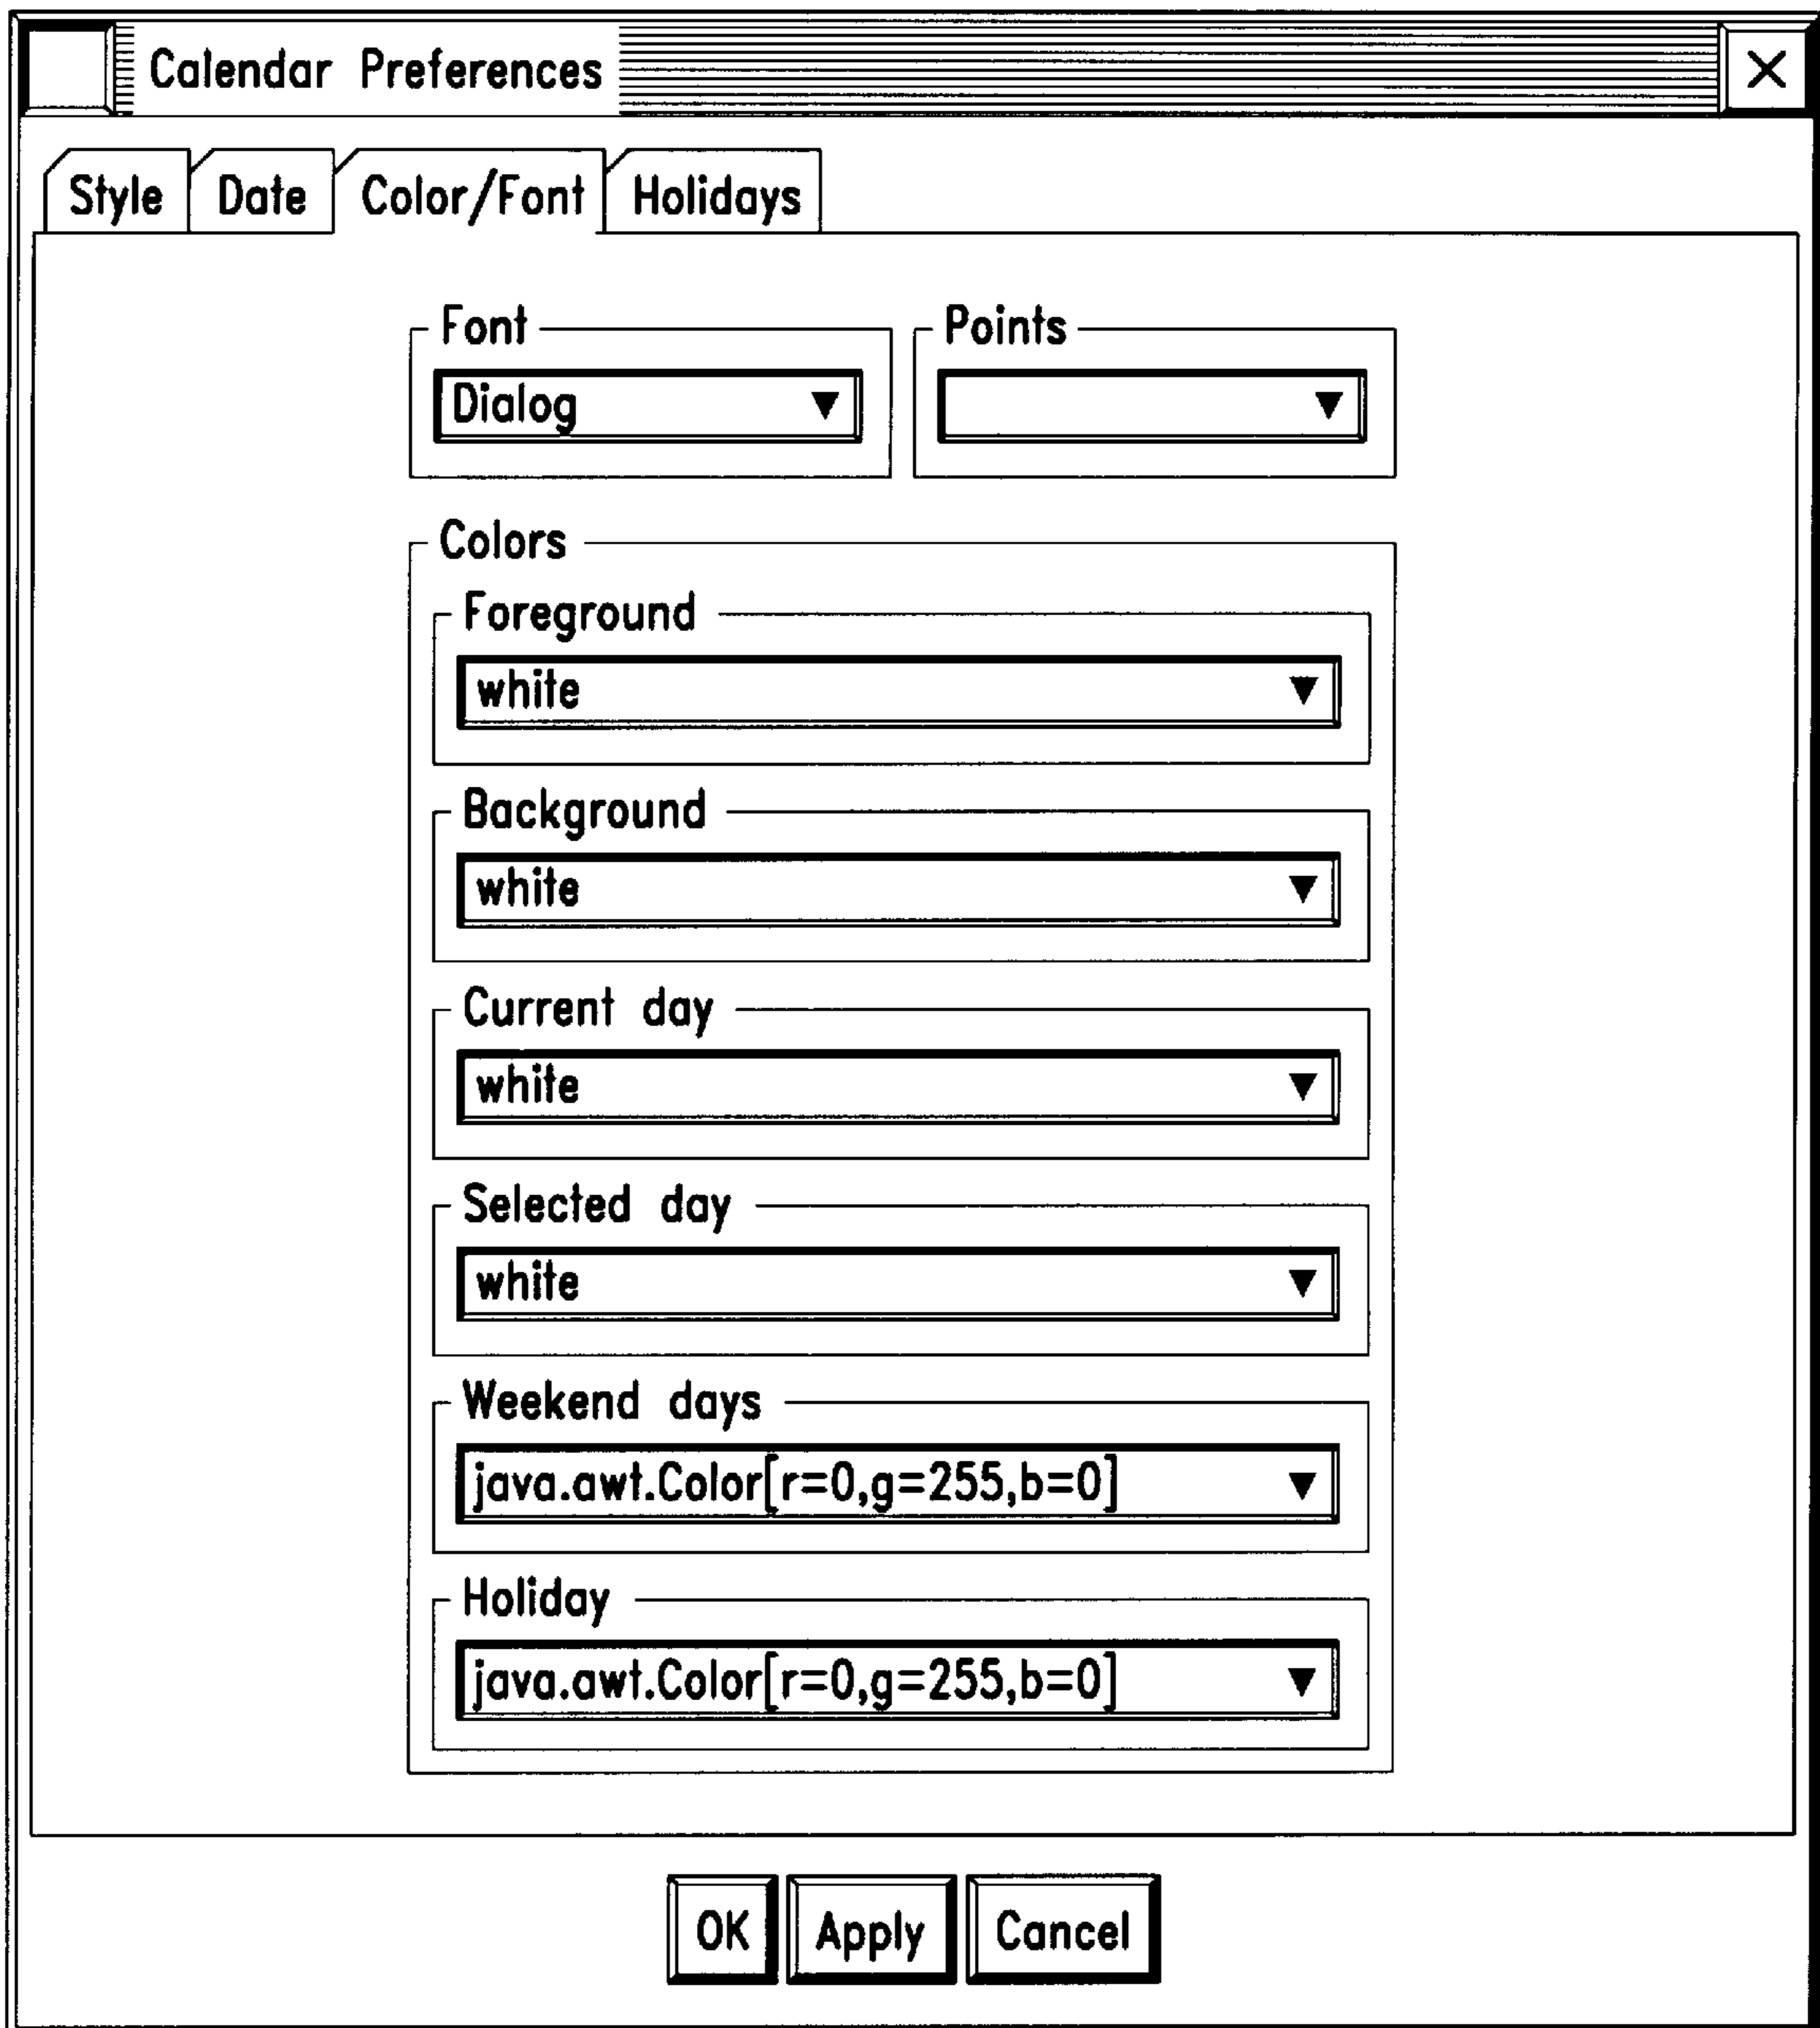 Calendar Preferences
Style Date Color/Font Holidays
Font Points
Dialog
Colors
Foreground
white
Background
white
Current day
white
Selected day
white
Weekend days
java.awt.Color[r=0,g=255,b=0]
Holiday
java.awt.Color[r=0,g=255,b=0]
OK Apply Cancel